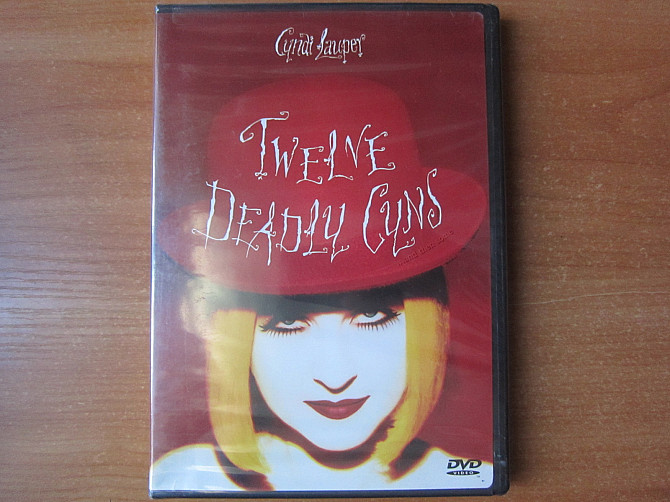 Cyndi Lauper
TWELVE
DEADLY CYNS
DVD
VIDEO